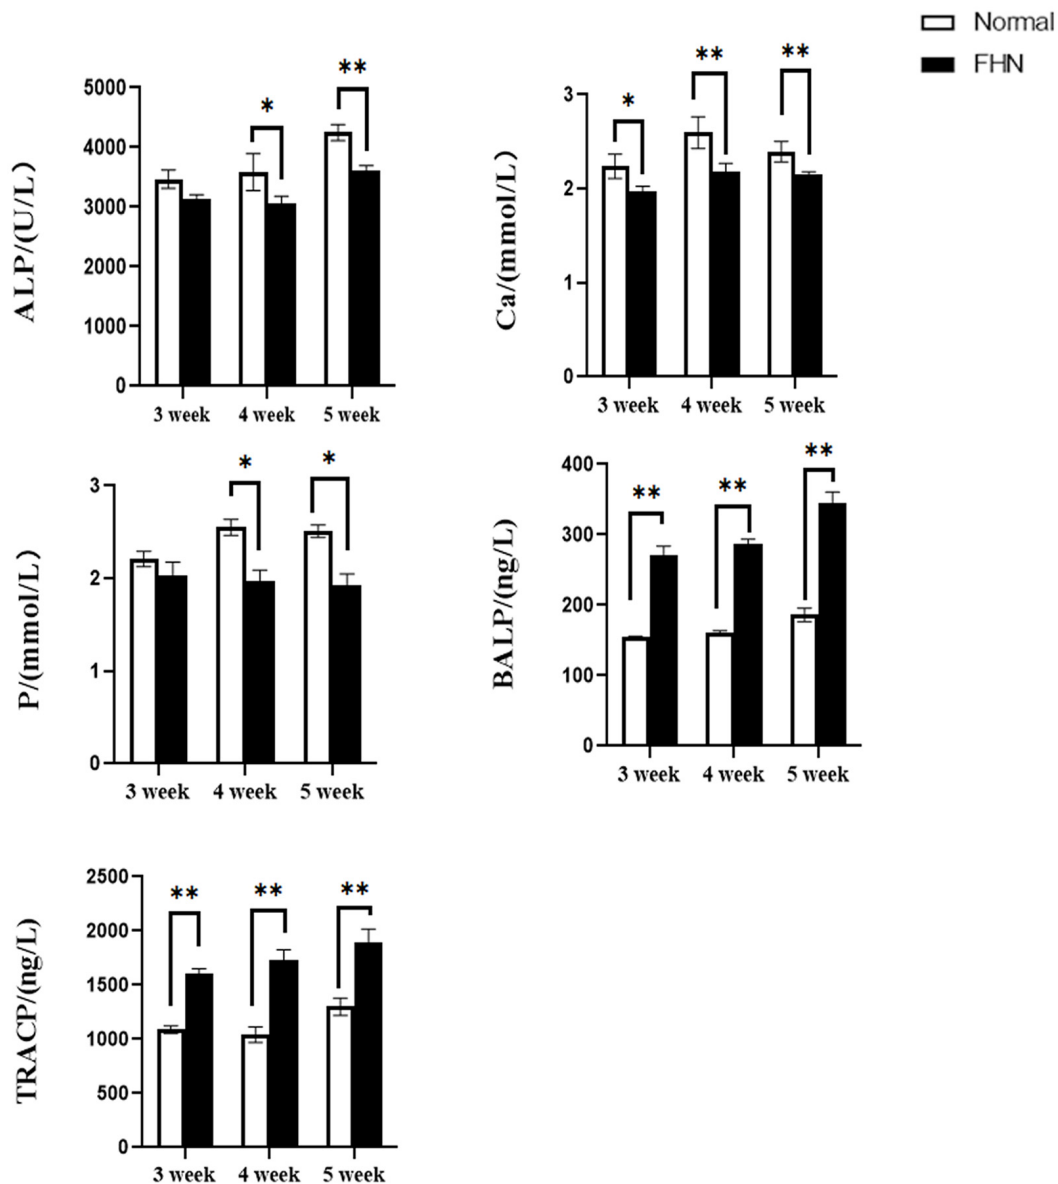 Normal
FHN
ALP/(U/L)
5000
4000
3000
2000
1000
0
*
**
3 week
4 week
5 week
Ca/(mmol/L)
3
2
1
0
*
**
**
3 week
4 week
5 week
P/(mmol/L)
3
2
1
0
*
*
3 week
4 week
5 week
BALP/(ng/L)
400
300
200
100
0
**
**
**
3 week
4 week
5 week
TRACP/(ng/L)
2500
2000
1500
1000
500
0
**
**
**
3 week
4 week
5 week